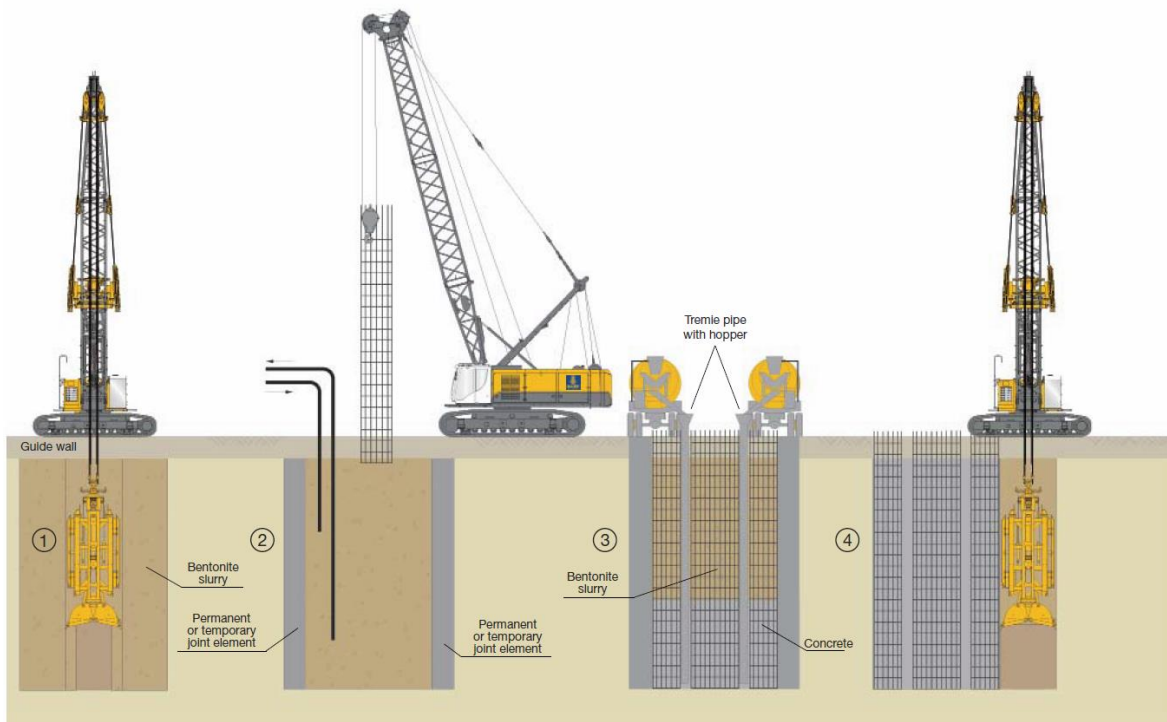 Tremie pipe
with hopper
Guide wall
1
2
3
4
Bentonite
slurry
Permanent
or temporary
joint element
Permanent
or temporary
joint element
Bentonite
slurry
Concrete